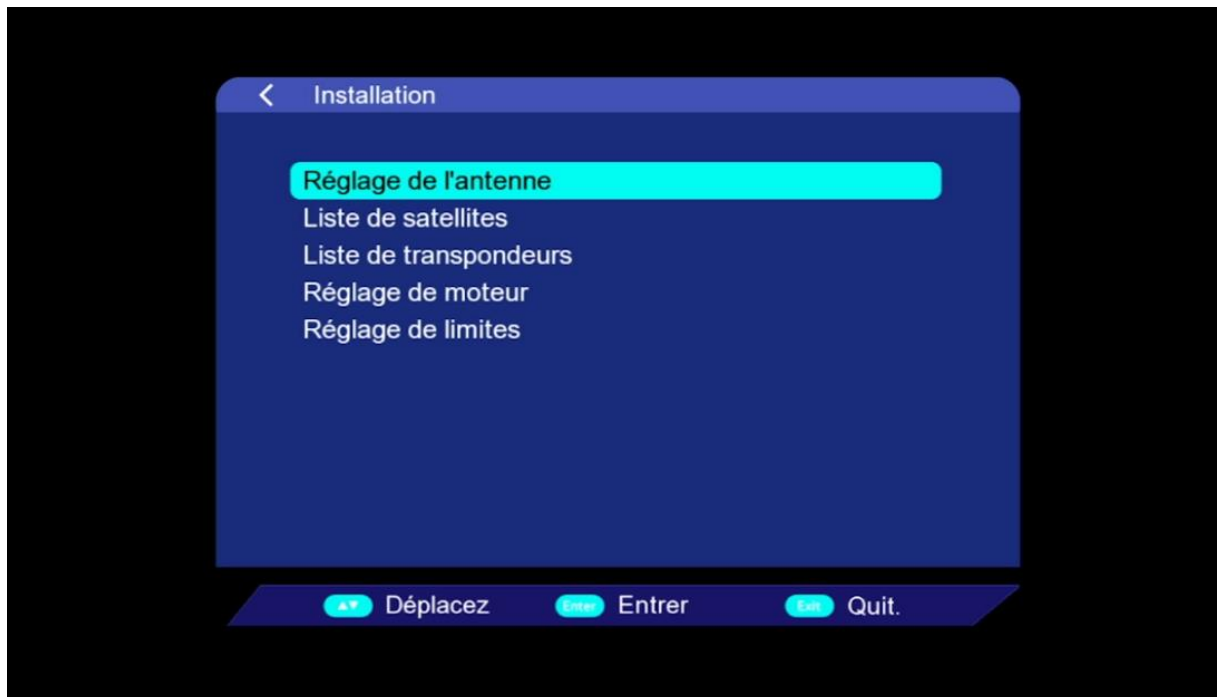 Installation
Réglage de l'antenne
Liste de satellites
Liste de transpondeurs
Réglage de moteur
Réglage de limites
Déplacez Enter Entrer Exit Quit.